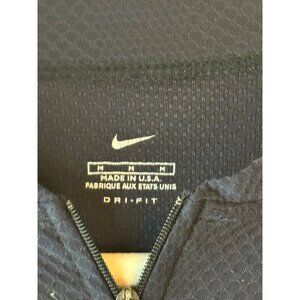 M M M
MADE IN U.S.A.
FABRIQUE AUX ETATS UNIS
DRI-FIT